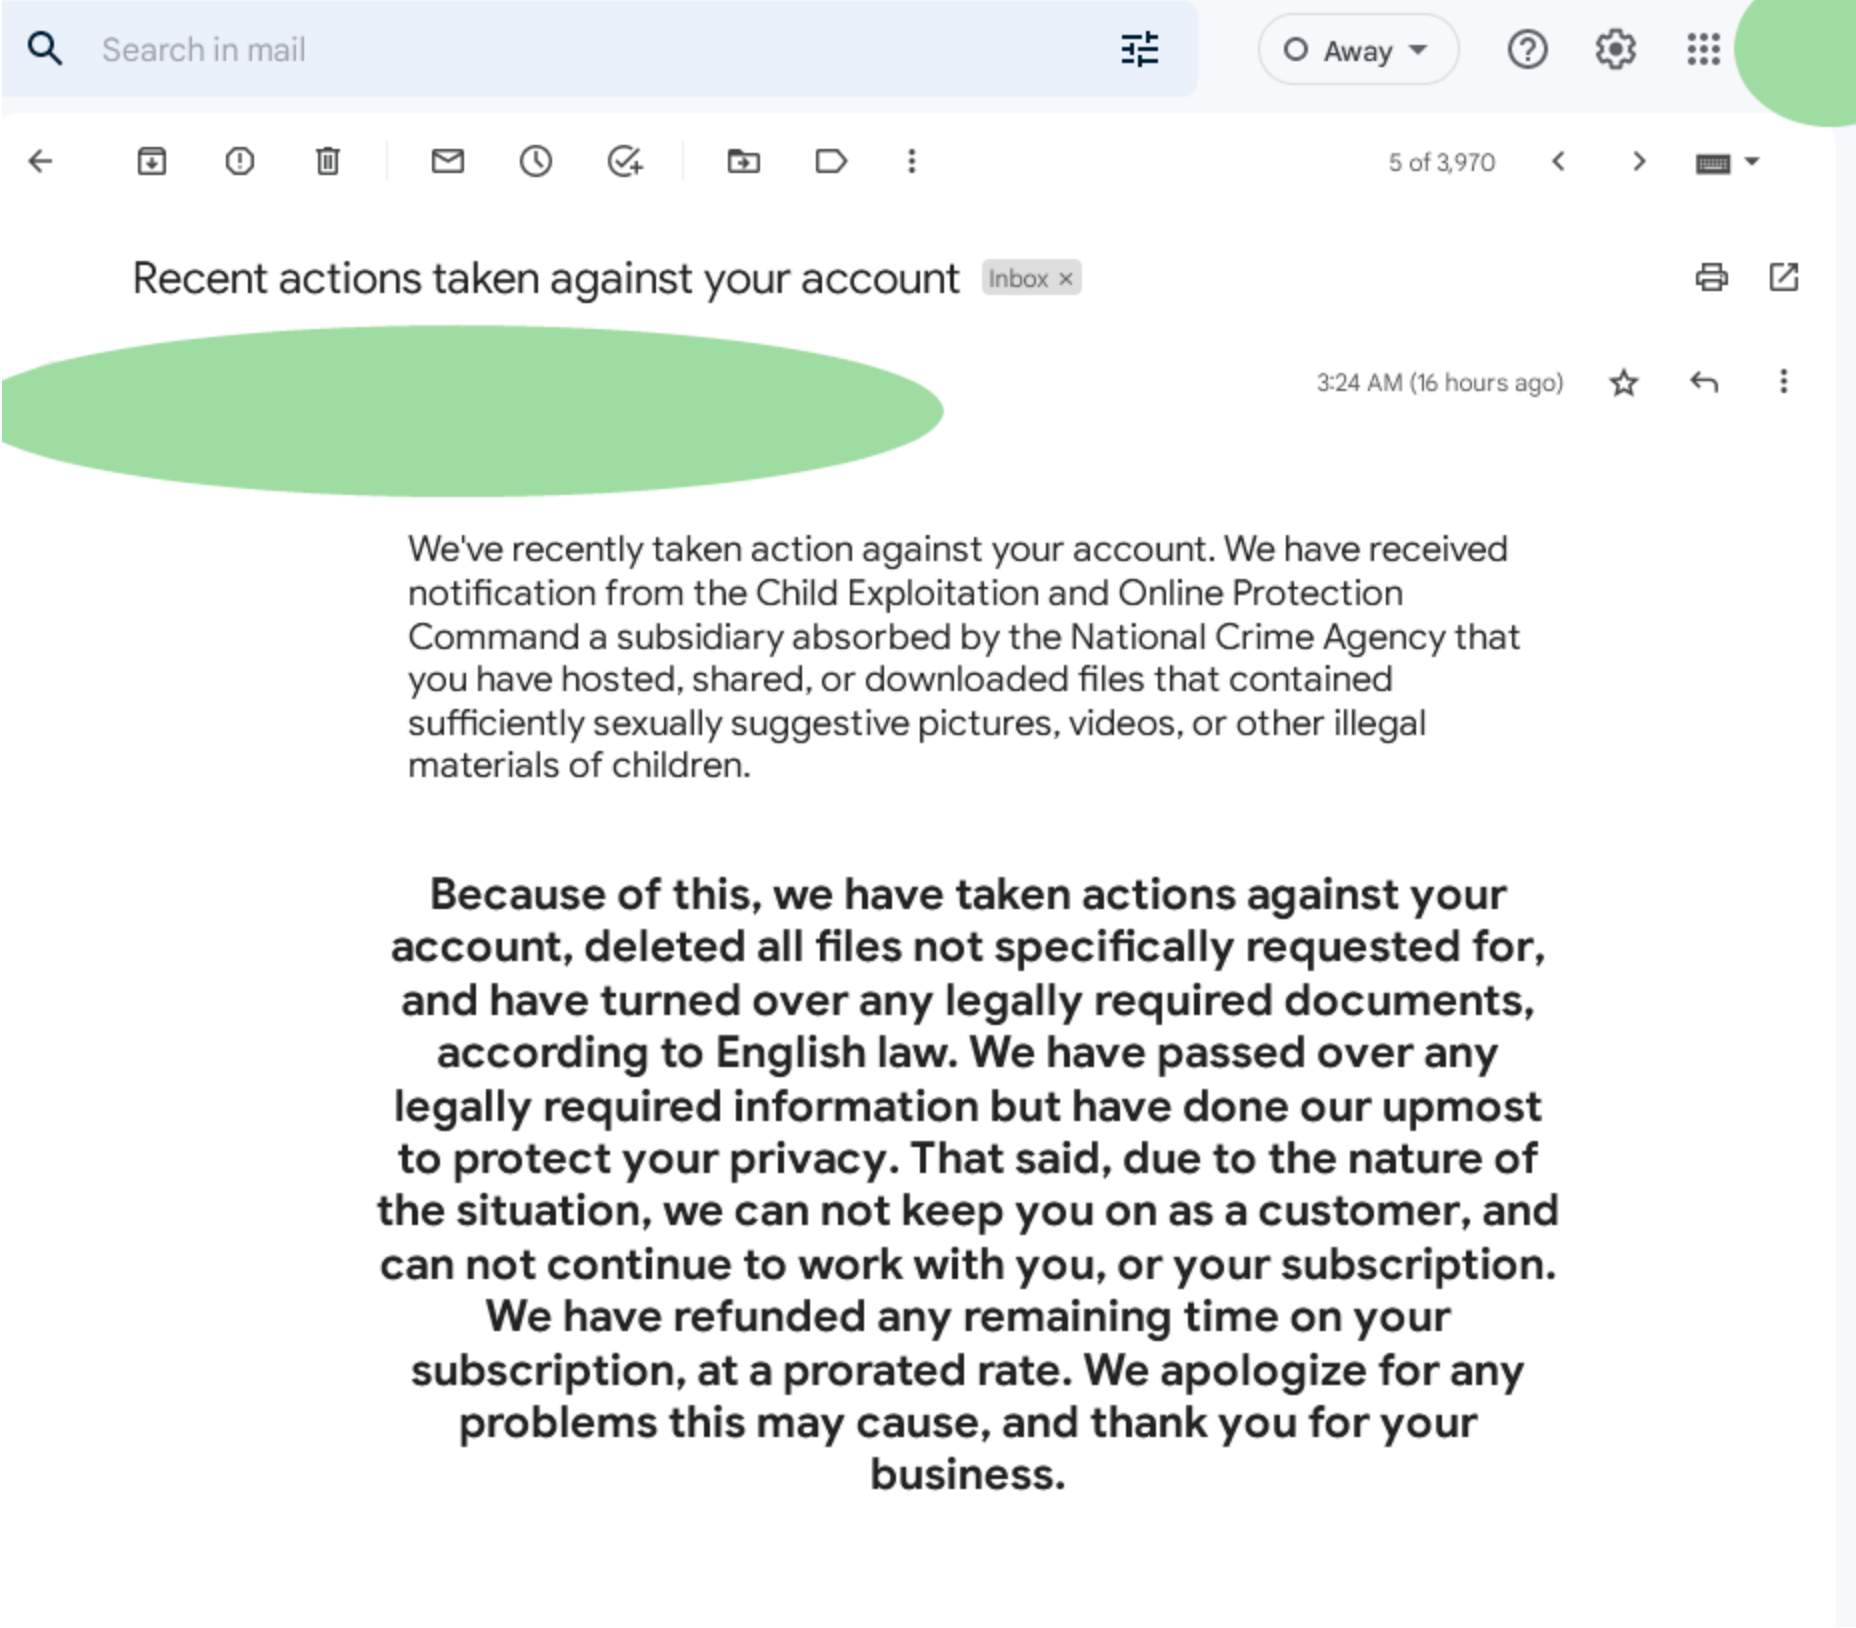 Search in mail
Away
5 of 3,970
Recent actions taken against your account
Inbox ×
3:24 AM (16 hours ago)
We've recently taken action against your account. We have received
notification from the Child Exploitation and Online Protection
Command a subsidiary absorbed by the National Crime Agency that
you have hosted, shared, or downloaded files that contained
sufficiently sexually suggestive pictures, videos, or other illegal
materials of children.
Because of this, we have taken actions against your
account, deleted all files not specifically requested for,
and have turned over any legally required documents,
according to English law. We have passed over any
legally required information but have done our upmost
to protect your privacy. That said, due to the nature of
the situation, we can not keep you on as a customer, and
can not continue to work with you, or your subscription.
We have refunded any remaining time on your
subscription, at a prorated rate. We apologize for any
problems this may cause, and thank you for your
business.